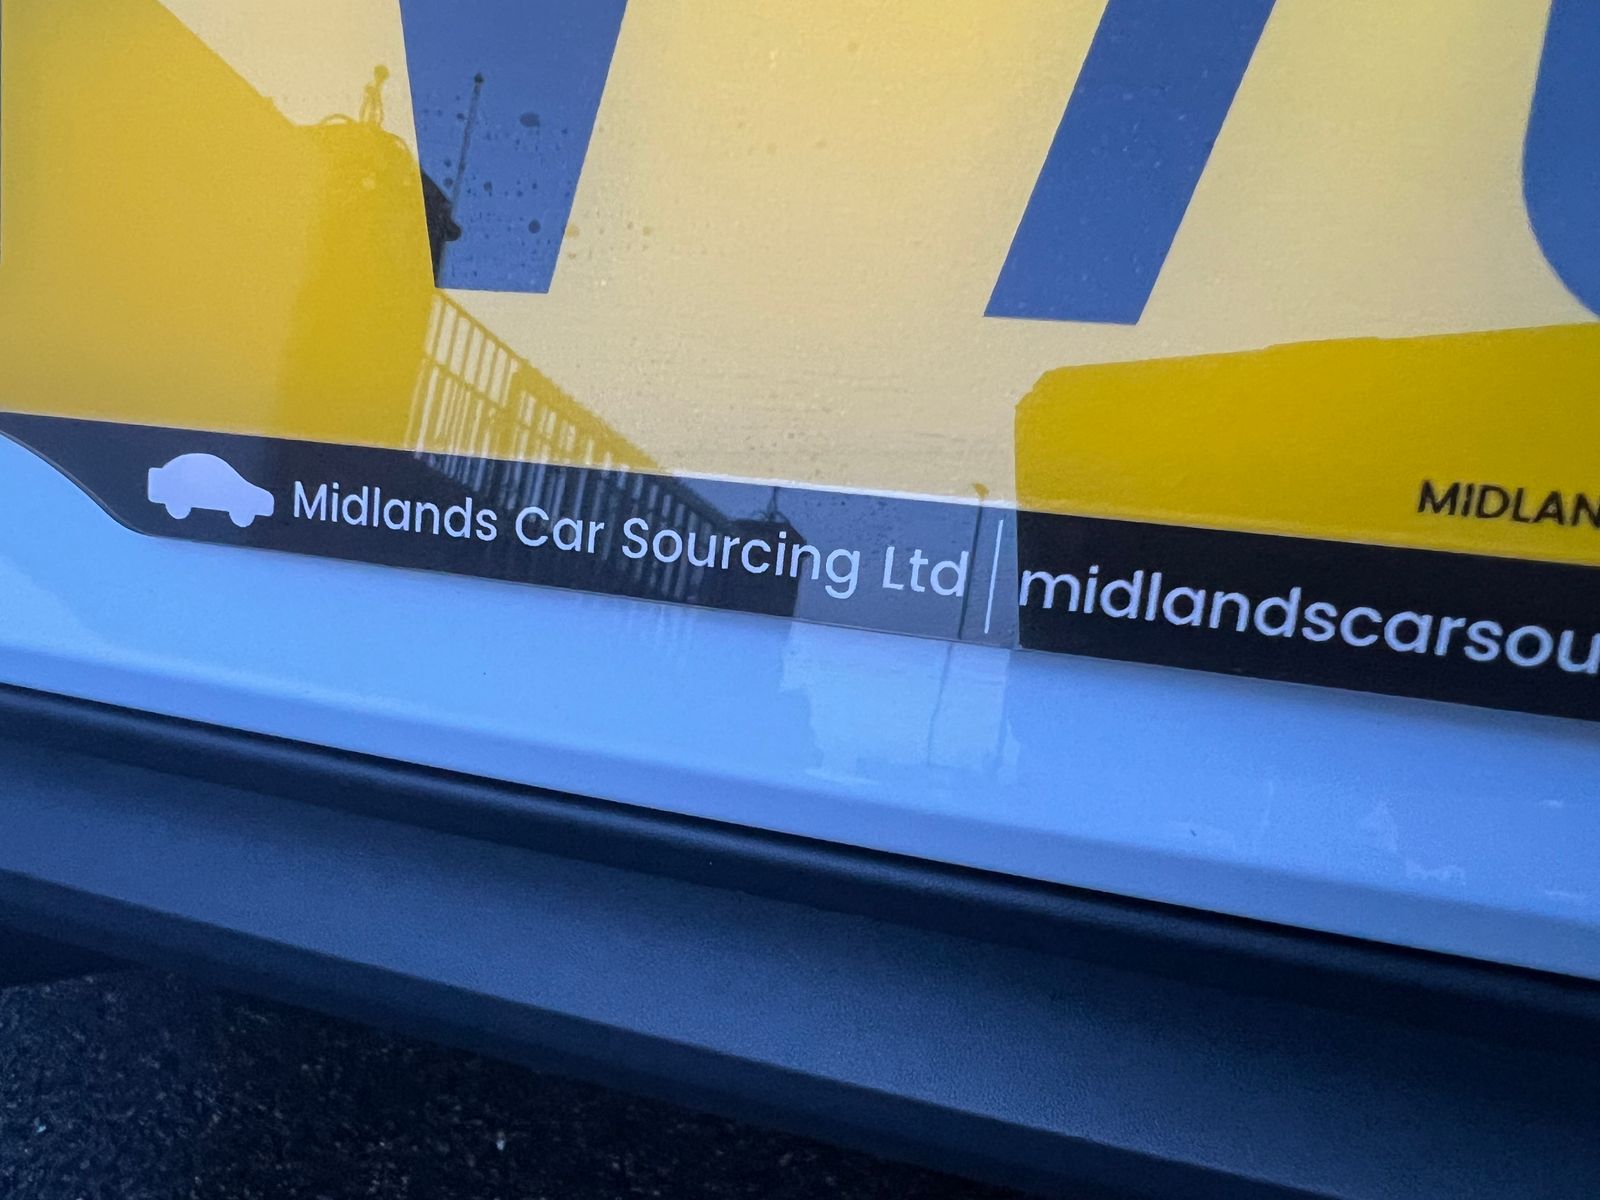 MIDLAN
Midlands Car Sourcing Ltd | midlandscarsou